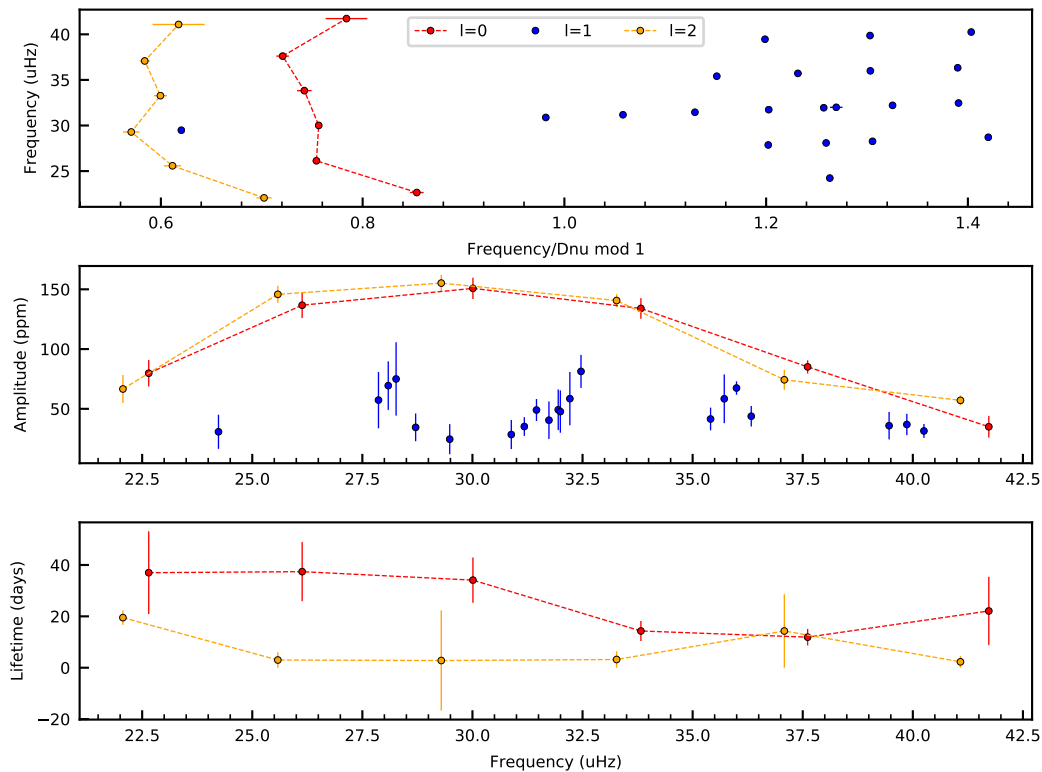 l=0 l=1 l=2
Frequency (uHz)
40
35
30
25
0.6 0.8 1.0 1.2 1.4
Frequency/Dnu mod 1
Amplitude (ppm)
150
100
50
22.5 25.0 27.5 30.0 32.5 35.0 37.5 40.0 42.5
Lifetime (days)
40
20
0
−20
22.5 25.0 27.5 30.0 32.5 35.0 37.5 40.0 42.5
Frequency (uHz)